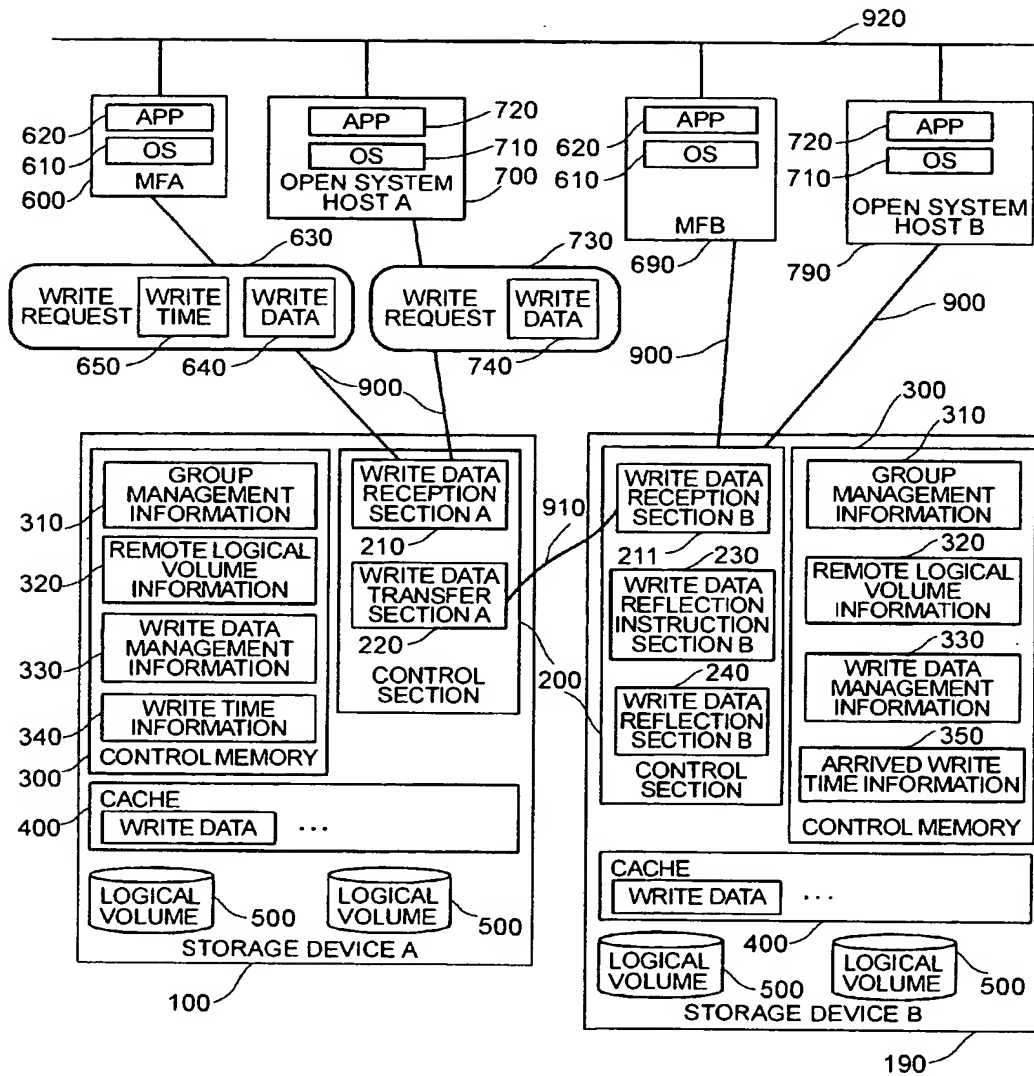 920
APP
OS
MFA
620
610
600
APP
OS
OPEN SYSTEM
HOST A
720
710
700
APP
OS
MFB
620
610
690
APP
OS
OPEN SYSTEM
HOST B
720
710
790
630
WRITE
REQUEST
WRITE
TIME
WRITE
DATA
650
640
730
WRITE
REQUEST
WRITE
DATA
740
900
900
900
GROUP
MANAGEMENT
INFORMATION
310
REMOTE LOGICAL
VOLUME
INFORMATION
320
WRITE DATA
MANAGEMENT
INFORMATION
330
WRITE TIME
INFORMATION
340
CONTROL MEMORY
300
WRITE DATA
RECEPTION
SECTION A
210
WRITE DATA
TRANSFER
SECTION A
220
CONTROL
SECTION
200
910
CACHE
WRITE DATA
...
400
LOGICAL
VOLUME
500
LOGICAL
VOLUME
500
STORAGE DEVICE A
100
WRITE DATA
RECEPTION
SECTION B
211
230
WRITE DATA
REFLECTION
INSTRUCTION
SECTION B
240
WRITE DATA
REFLECTION
SECTION B
CONTROL
SECTION
300
310
GROUP
MANAGEMENT
INFORMATION
320
REMOTE LOGICAL
VOLUME
INFORMATION
330
WRITE DATA
MANAGEMENT
INFORMATION
350
ARRIVED WRITE
TIME INFORMATION
CONTROL MEMORY
CACHE
WRITE DATA
...
400
LOGICAL
VOLUME
500
LOGICAL
VOLUME
500
STORAGE DEVICE B
190